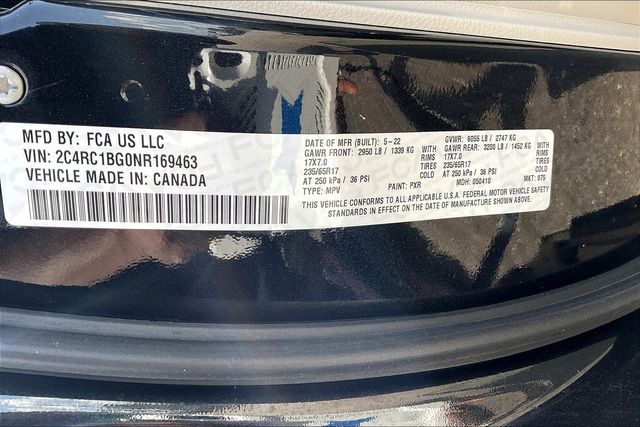 MFD BY: FCA US LLC
VIN: 2C4RC1BG0NR169463
VEHICLE MADE IN: CANADA
DATE OF MFR (BUILT): 5-22 GVWR: 6055 LB / 2747 KG
GAWR FRONT: 2950 LB / 1339 KG WITH GAWR REAR: 3200 LB / 1452 KG WITH
17X7.0 RIMS 17X7.0 RIMS
235/65R17 TIRES 235/65R17 TIRES
AT 250 kPa / 36 PSI COLD AT 250 kPa / 36 PSI COLD
TYPE: MPV PAINT: PXR MDH: 050410 MKT: 875
THIS VEHICLE CONFORMS TO ALL APPLICABLE U.S.A. FEDERAL MOTOR VEHICLE SAFETY
STANDARDS IN EFFECT ON THE DATE OF MANUFACTURE SHOWN ABOVE.